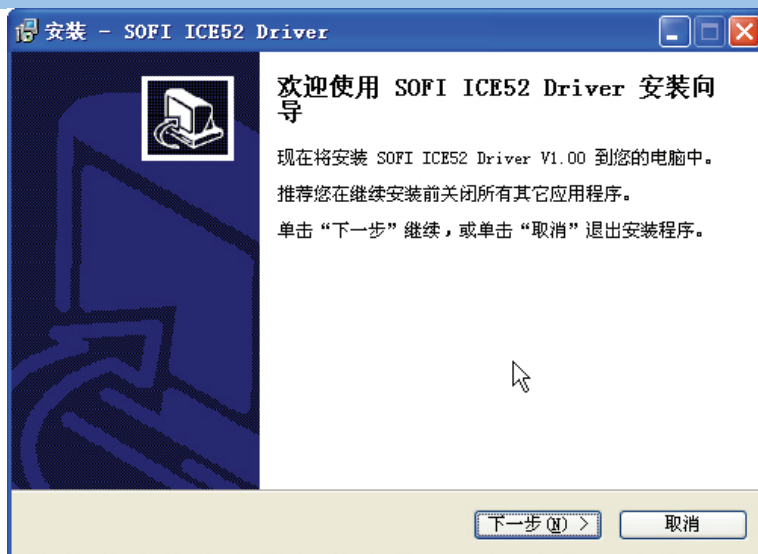 安装 - SOFI ICE52 Driver
欢迎使用 SOFI ICE52 Driver 安装向
导
现在将安装 SOFI ICE52 Driver V1.00 到您的电脑中。
推荐您在继续安装前关闭所有其它应用程序。
单击“下一步”继续，或单击“取消”退出安装程序。
下一步(N) >
取消